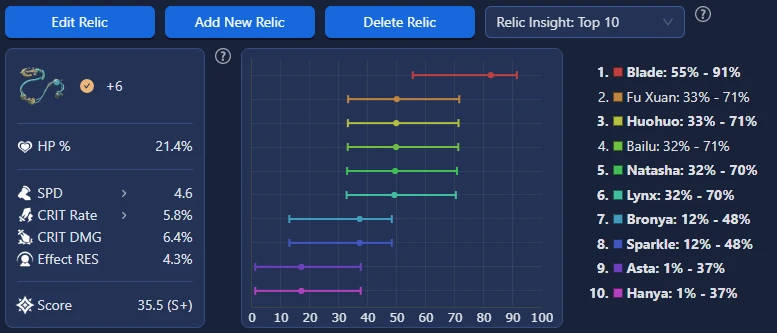 Edit Relic
Add New Relic
Delete Relic
Relic Insight: Top 10
?
+6
HP %
21.4%
SPD > 4.6
CRIT Rate > 5.8%
CRIT DMG 6.4%
Effect RES 4.3%
Score 35.5 (S+)
?
0 10 20 30 40 50 60 70 80 90 100
1. Blade: 55% - 91%
2. Fu Xuan: 33% - 71%
3. Huohuo: 33% - 71%
4. Bailu: 32% - 71%
5. Natasha: 32% - 70%
6. Lynx: 32% - 70%
7. Bronya: 12% - 48%
8. Sparkle: 12% - 48%
9. Asta: 1% - 37%
10. Hanya: 1% - 37%